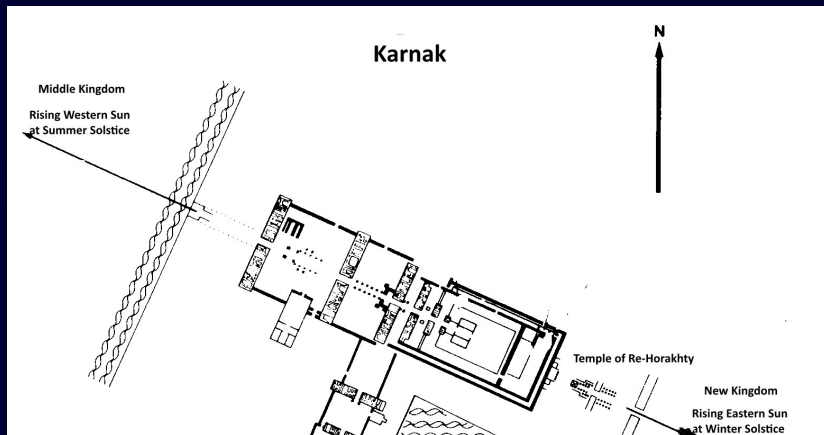 Karnak
N
Middle Kingdom
Rising Western Sun
at Summer Solstice
Temple of Re-Horakhty
New Kingdom
Rising Eastern Sun
at Winter Solstice